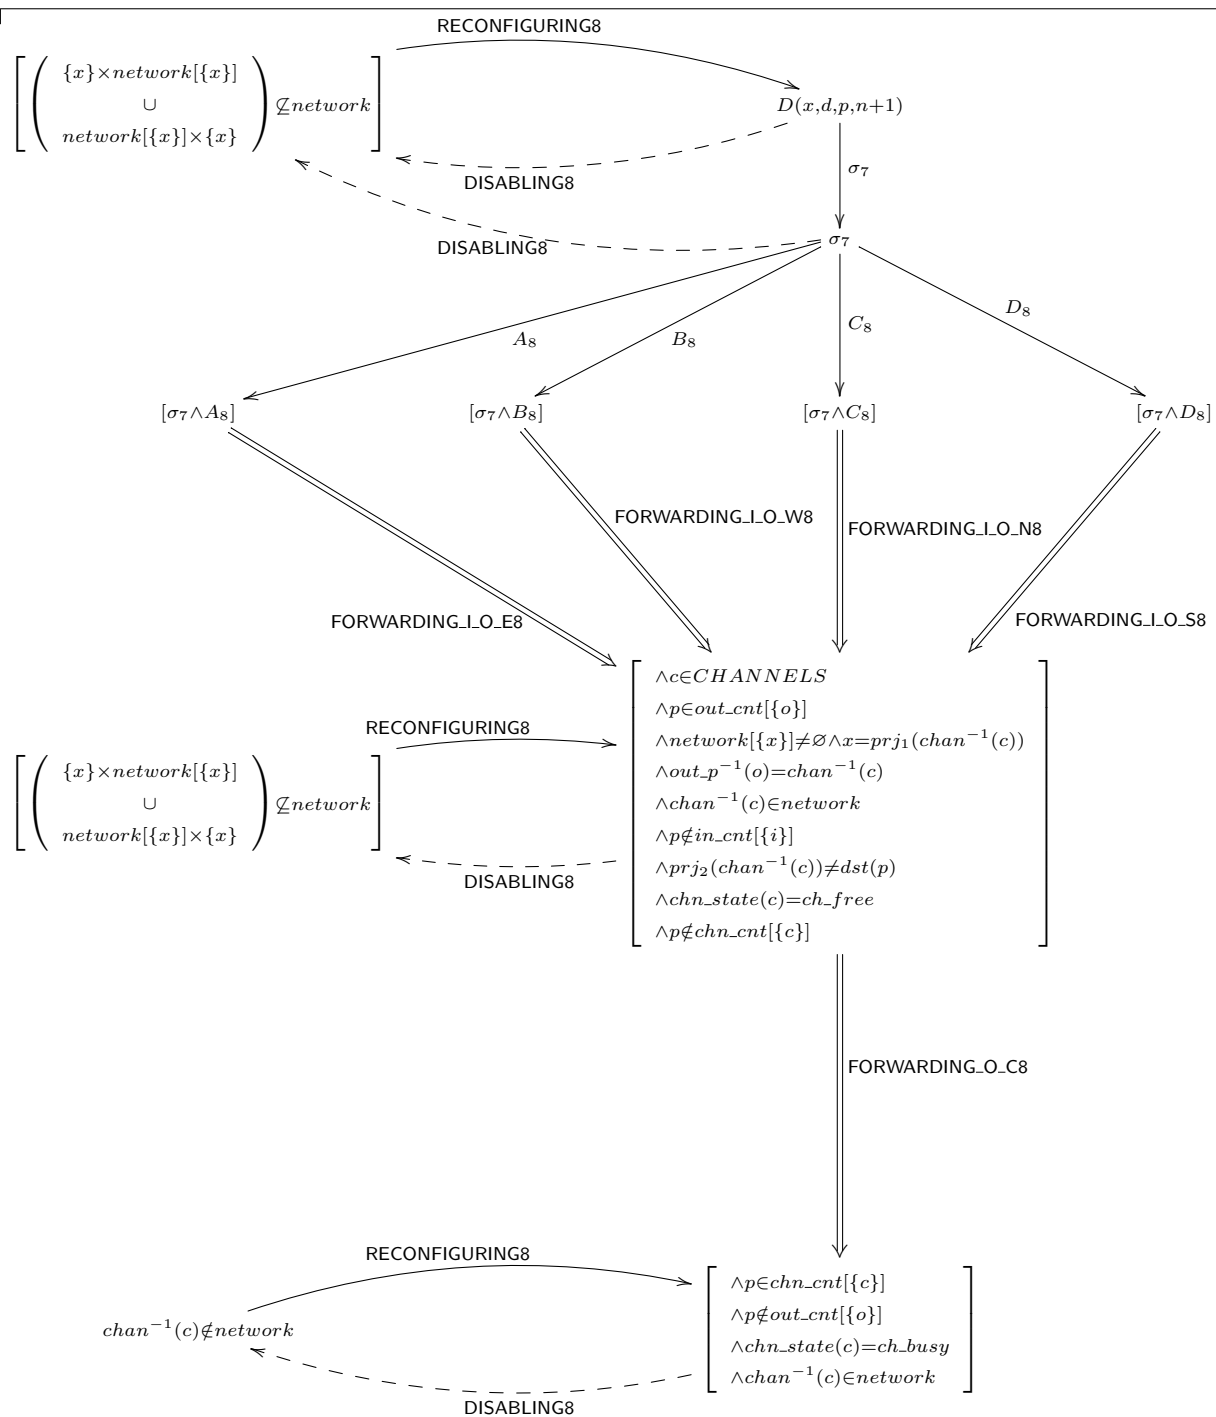 RECONFIGURING8
{x}×network[{x}]
∪
network[{x}]×{x}
⊈network
D(x,d,p,n+1)
DISABLING8
σ₇
DISABLING8
σ₇
A₈
B₈
C₈
D₈
[σ₇∧A₈]
[σ₇∧B₈]
[σ₇∧C₈]
[σ₇∧D₈]
FORWARDING_I_O_W8
FORWARDING_I_O_N8
FORWARDING_I_O_E8
FORWARDING_I_O_S8
∧c∈CHANNELS
∧p∈out_cnt[{o}]
∧network[{x}]≠∅∧x=prj₁(chan⁻¹(c))
∧out_p⁻¹(o)=chan⁻¹(c)
∧chan⁻¹(c)∈network
∧p∉in_cnt[{i}]
∧prj₂(chan⁻¹(c))≠dst(p)
∧chn_state(c)=ch_free
∧p∉chn_cnt[{c}]
RECONFIGURING8
{x}×network[{x}]
∪
network[{x}]×{x}
⊈network
DISABLING8
FORWARDING_O_C8
RECONFIGURING8
chan⁻¹(c)∉network
∧p∈chn_cnt[{c}]
∧p∉out_cnt[{o}]
∧chn_state(c)=ch_busy
∧chan⁻¹(c)∈network
DISABLING8